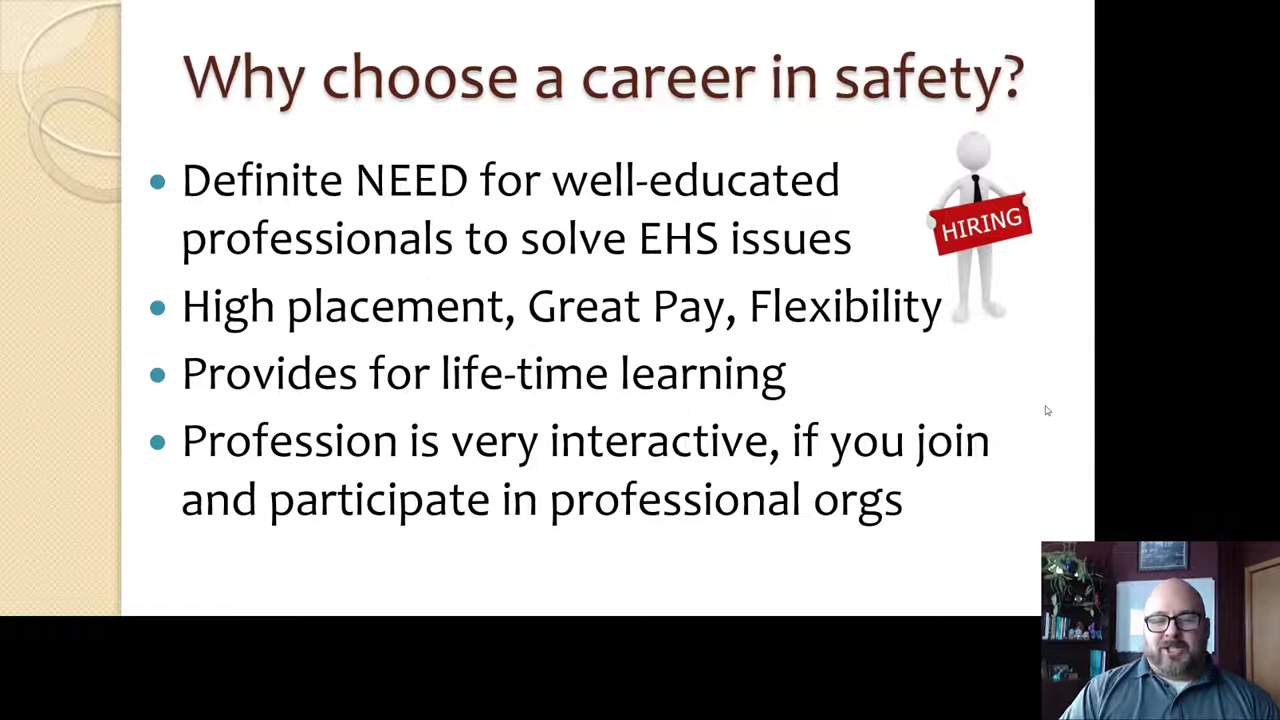 Why choose a career in safety?
Definite NEED for well-educated
professionals to solve EHS issues
HIRING
High placement, Great Pay, Flexibility
Provides for life-time learning
Profession is very interactive, if you join
and participate in professional orgs